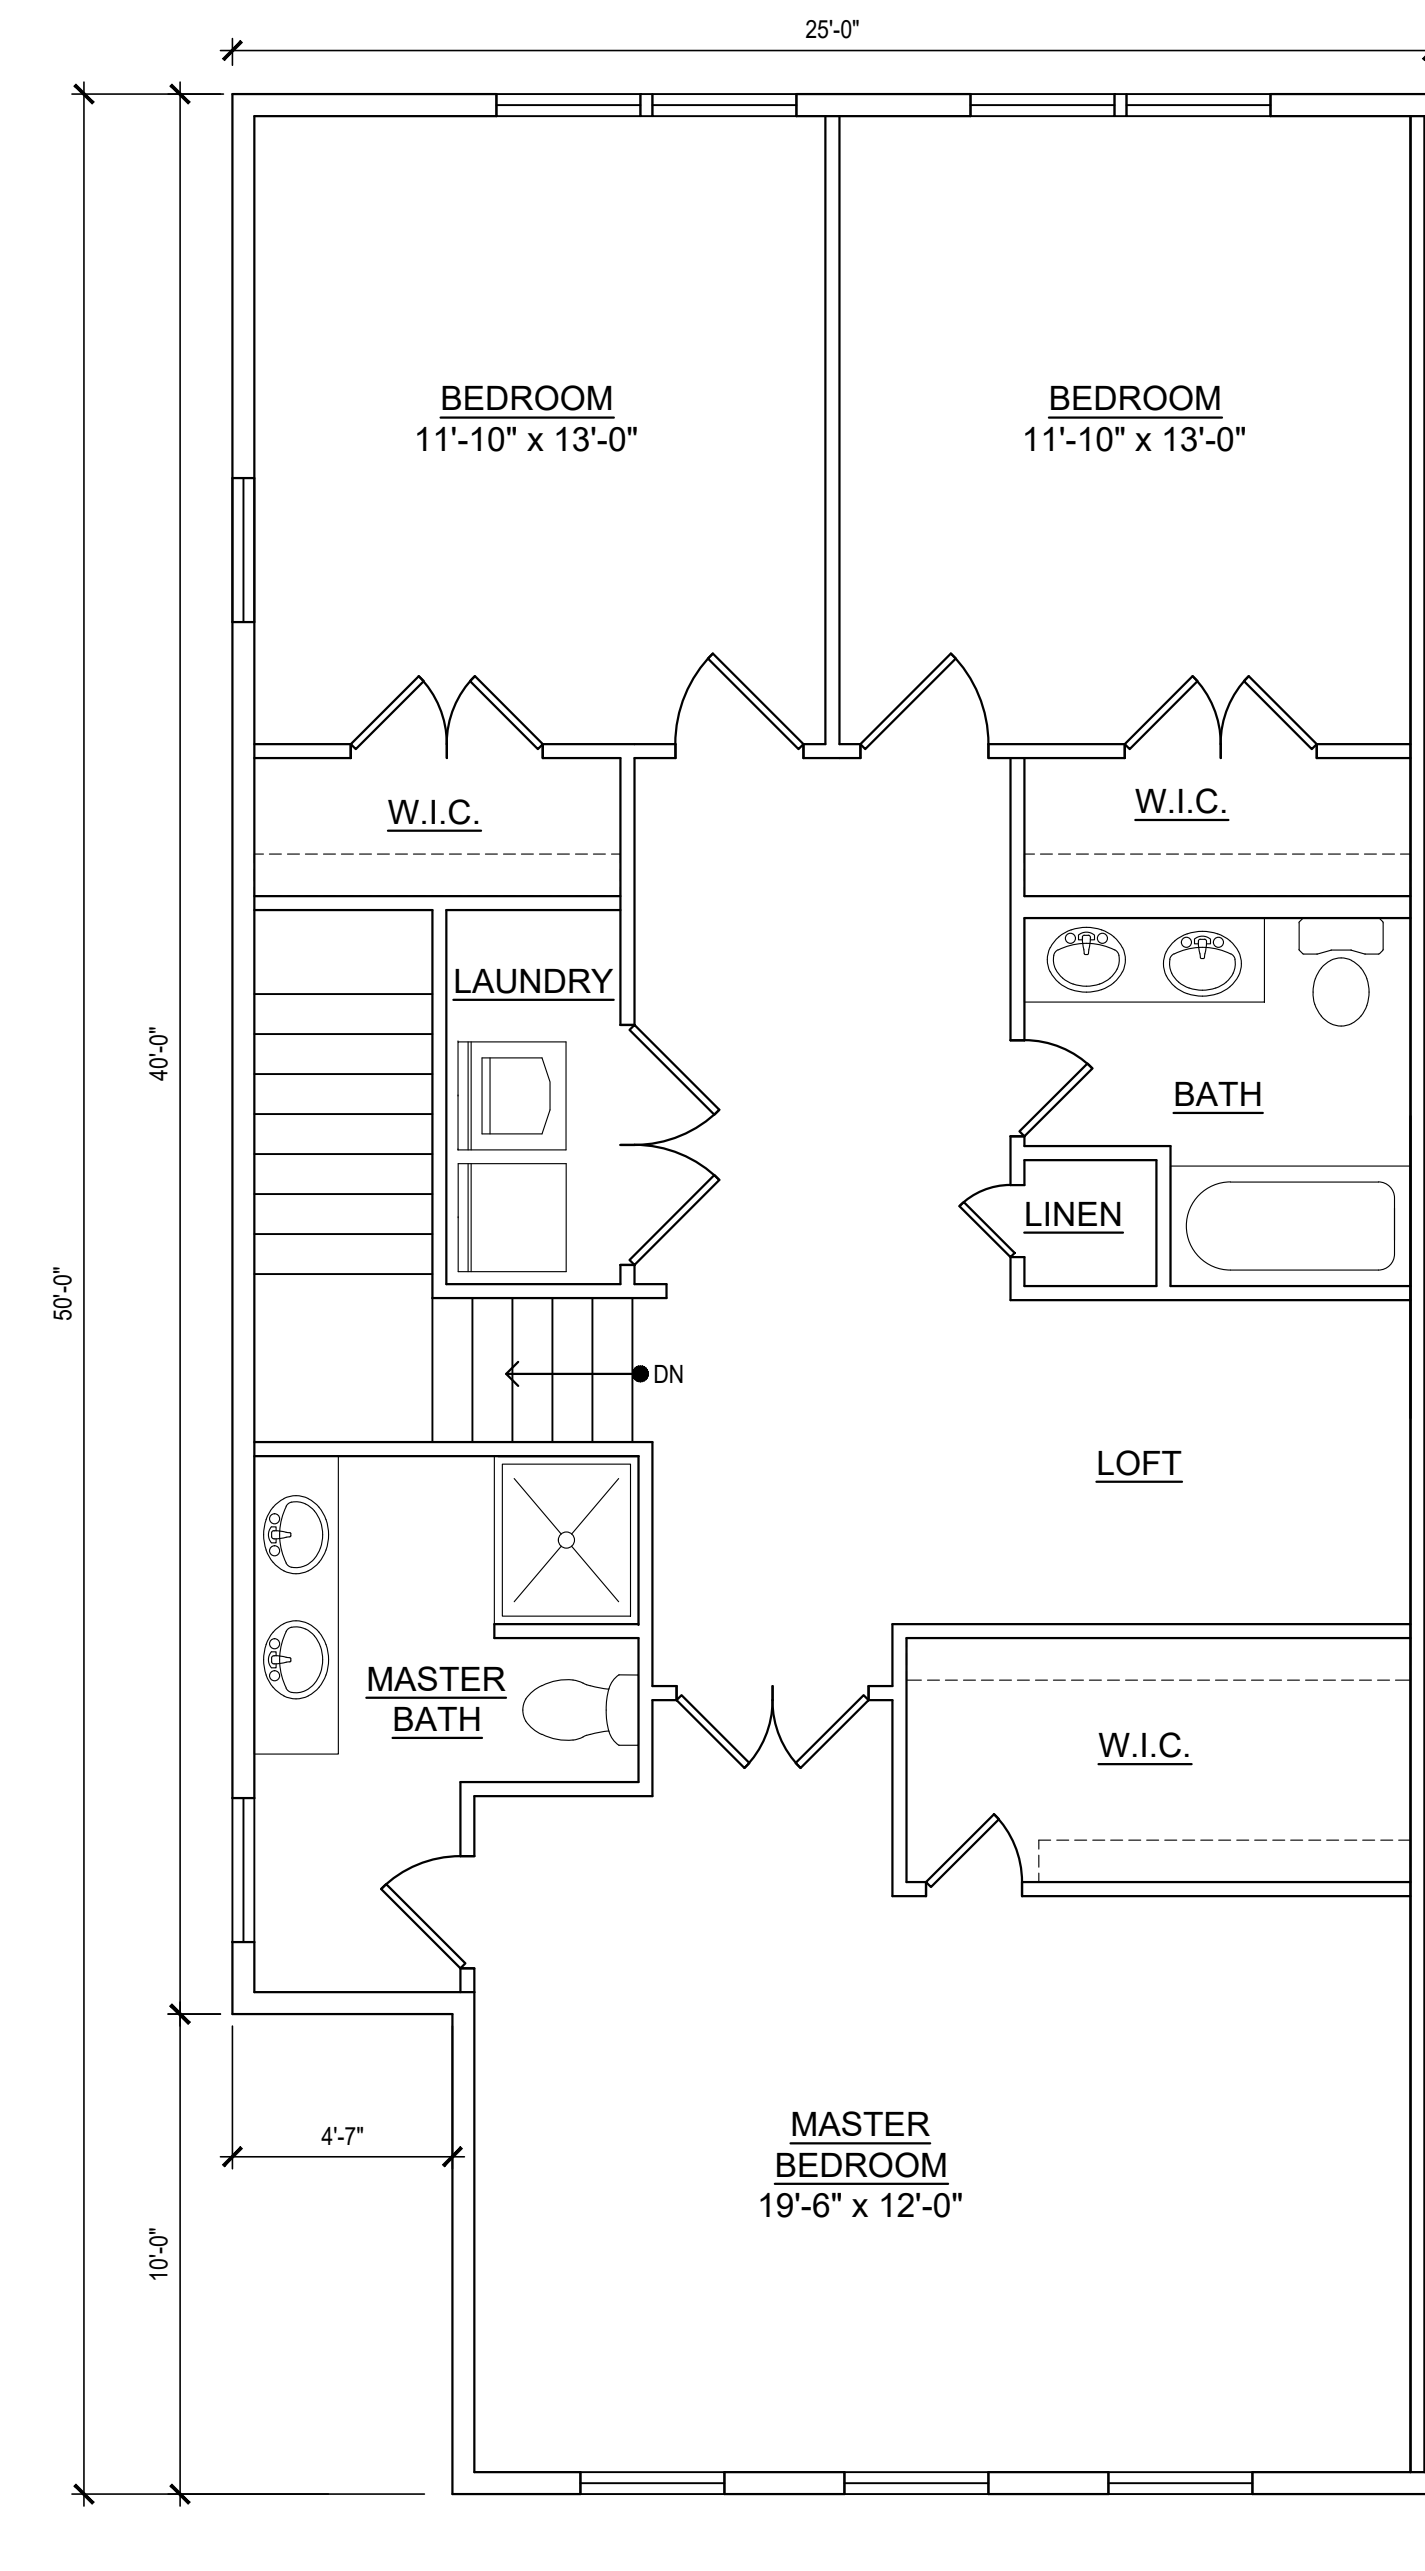 25'-0"
BEDROOM
11'-10" x 13'-0"
BEDROOM
11'-10" x 13'-0"
W.I.C.
W.I.C.
LAUNDRY
40'-0"
BATH
LINEN
50'-0"
DN
LOFT
MASTER
BATH
W.I.C.
4'-7"
MASTER
BEDROOM
19'-6" x 12'-0"
10'-0"